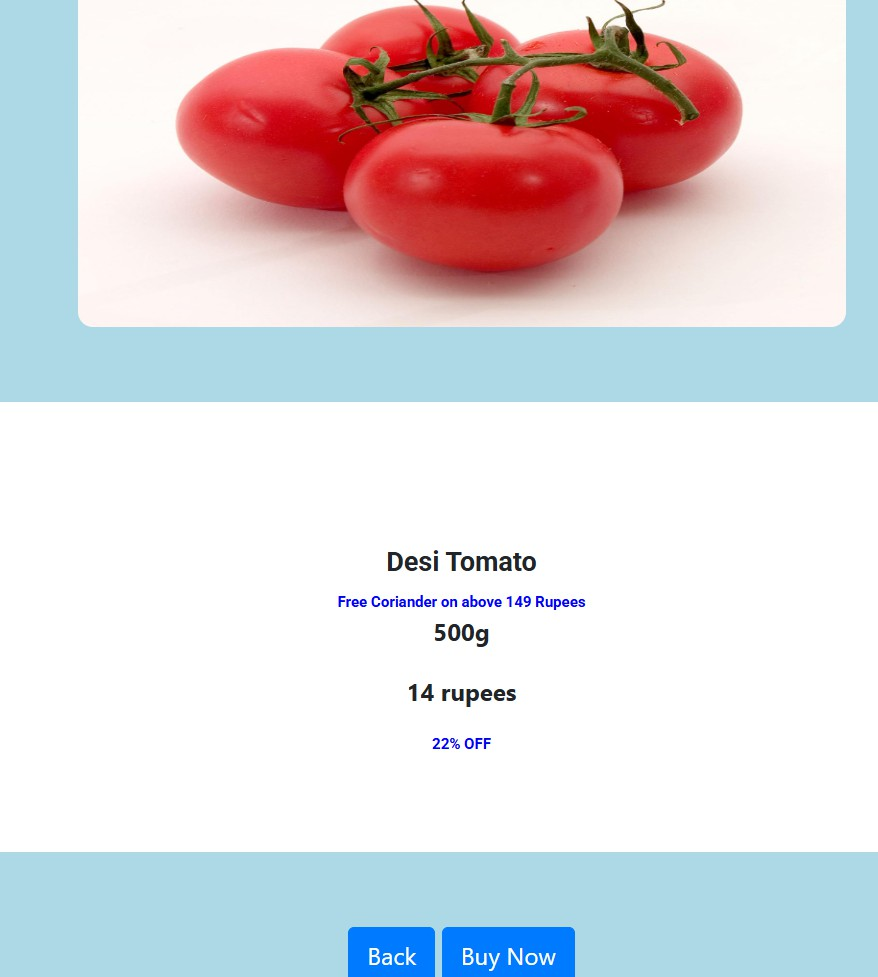 Desi Tomato
Free Coriander on above 149 Rupees
500g
14 rupees
22% OFF
Back Buy Now